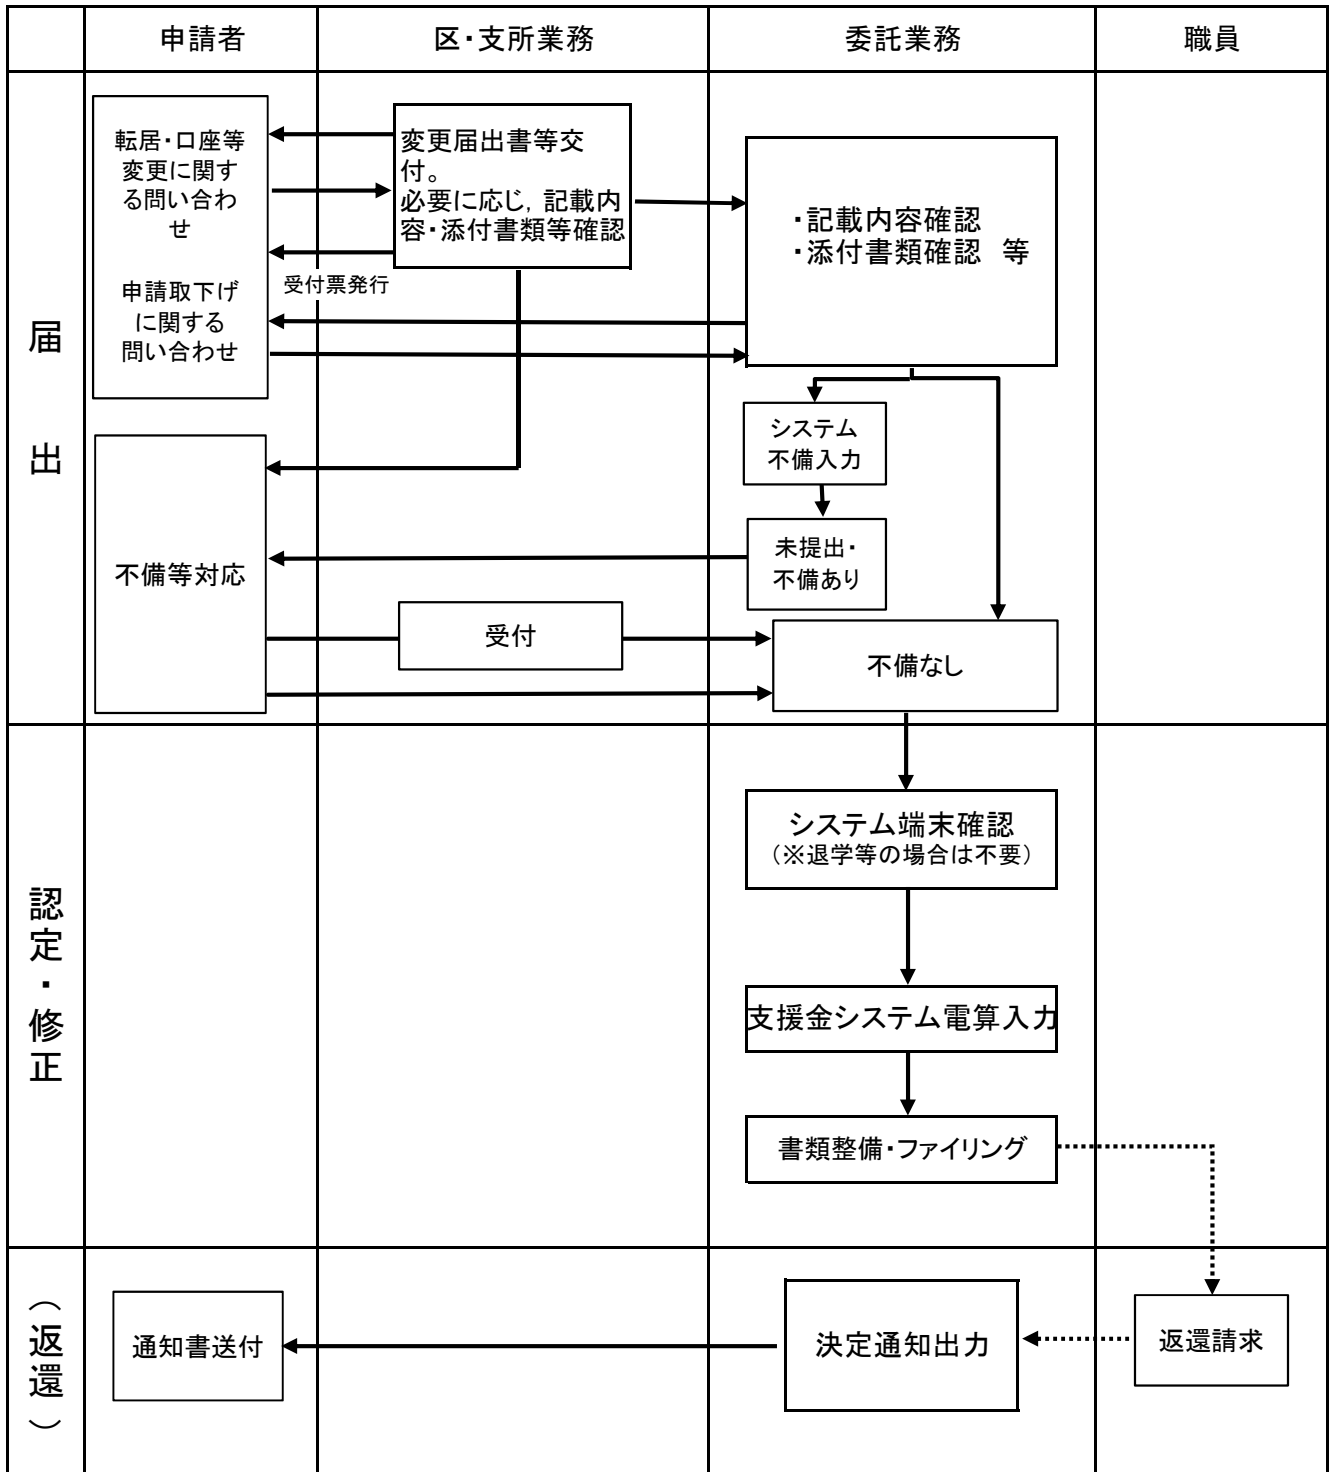 申請者
区・支所業務
委託業務
職員
届出
転居・口座等
変更に関す
る問い合わ
せ
申請取下げ
に関する
問い合わせ
変更届出書等交
付。
必要に応じ，記載内
容・添付書類等確認
受付票発行
・記載内容確認
・添付書類確認　等
システム
不備入力
未提出・
不備あり
不備等対応
受付
不備なし
認定・修正
システム端末確認
（※退学等の場合は不要）
支援金システム電算入力
書類整備・ファイリング
（返還）
通知書送付
決定通知出力
返還請求